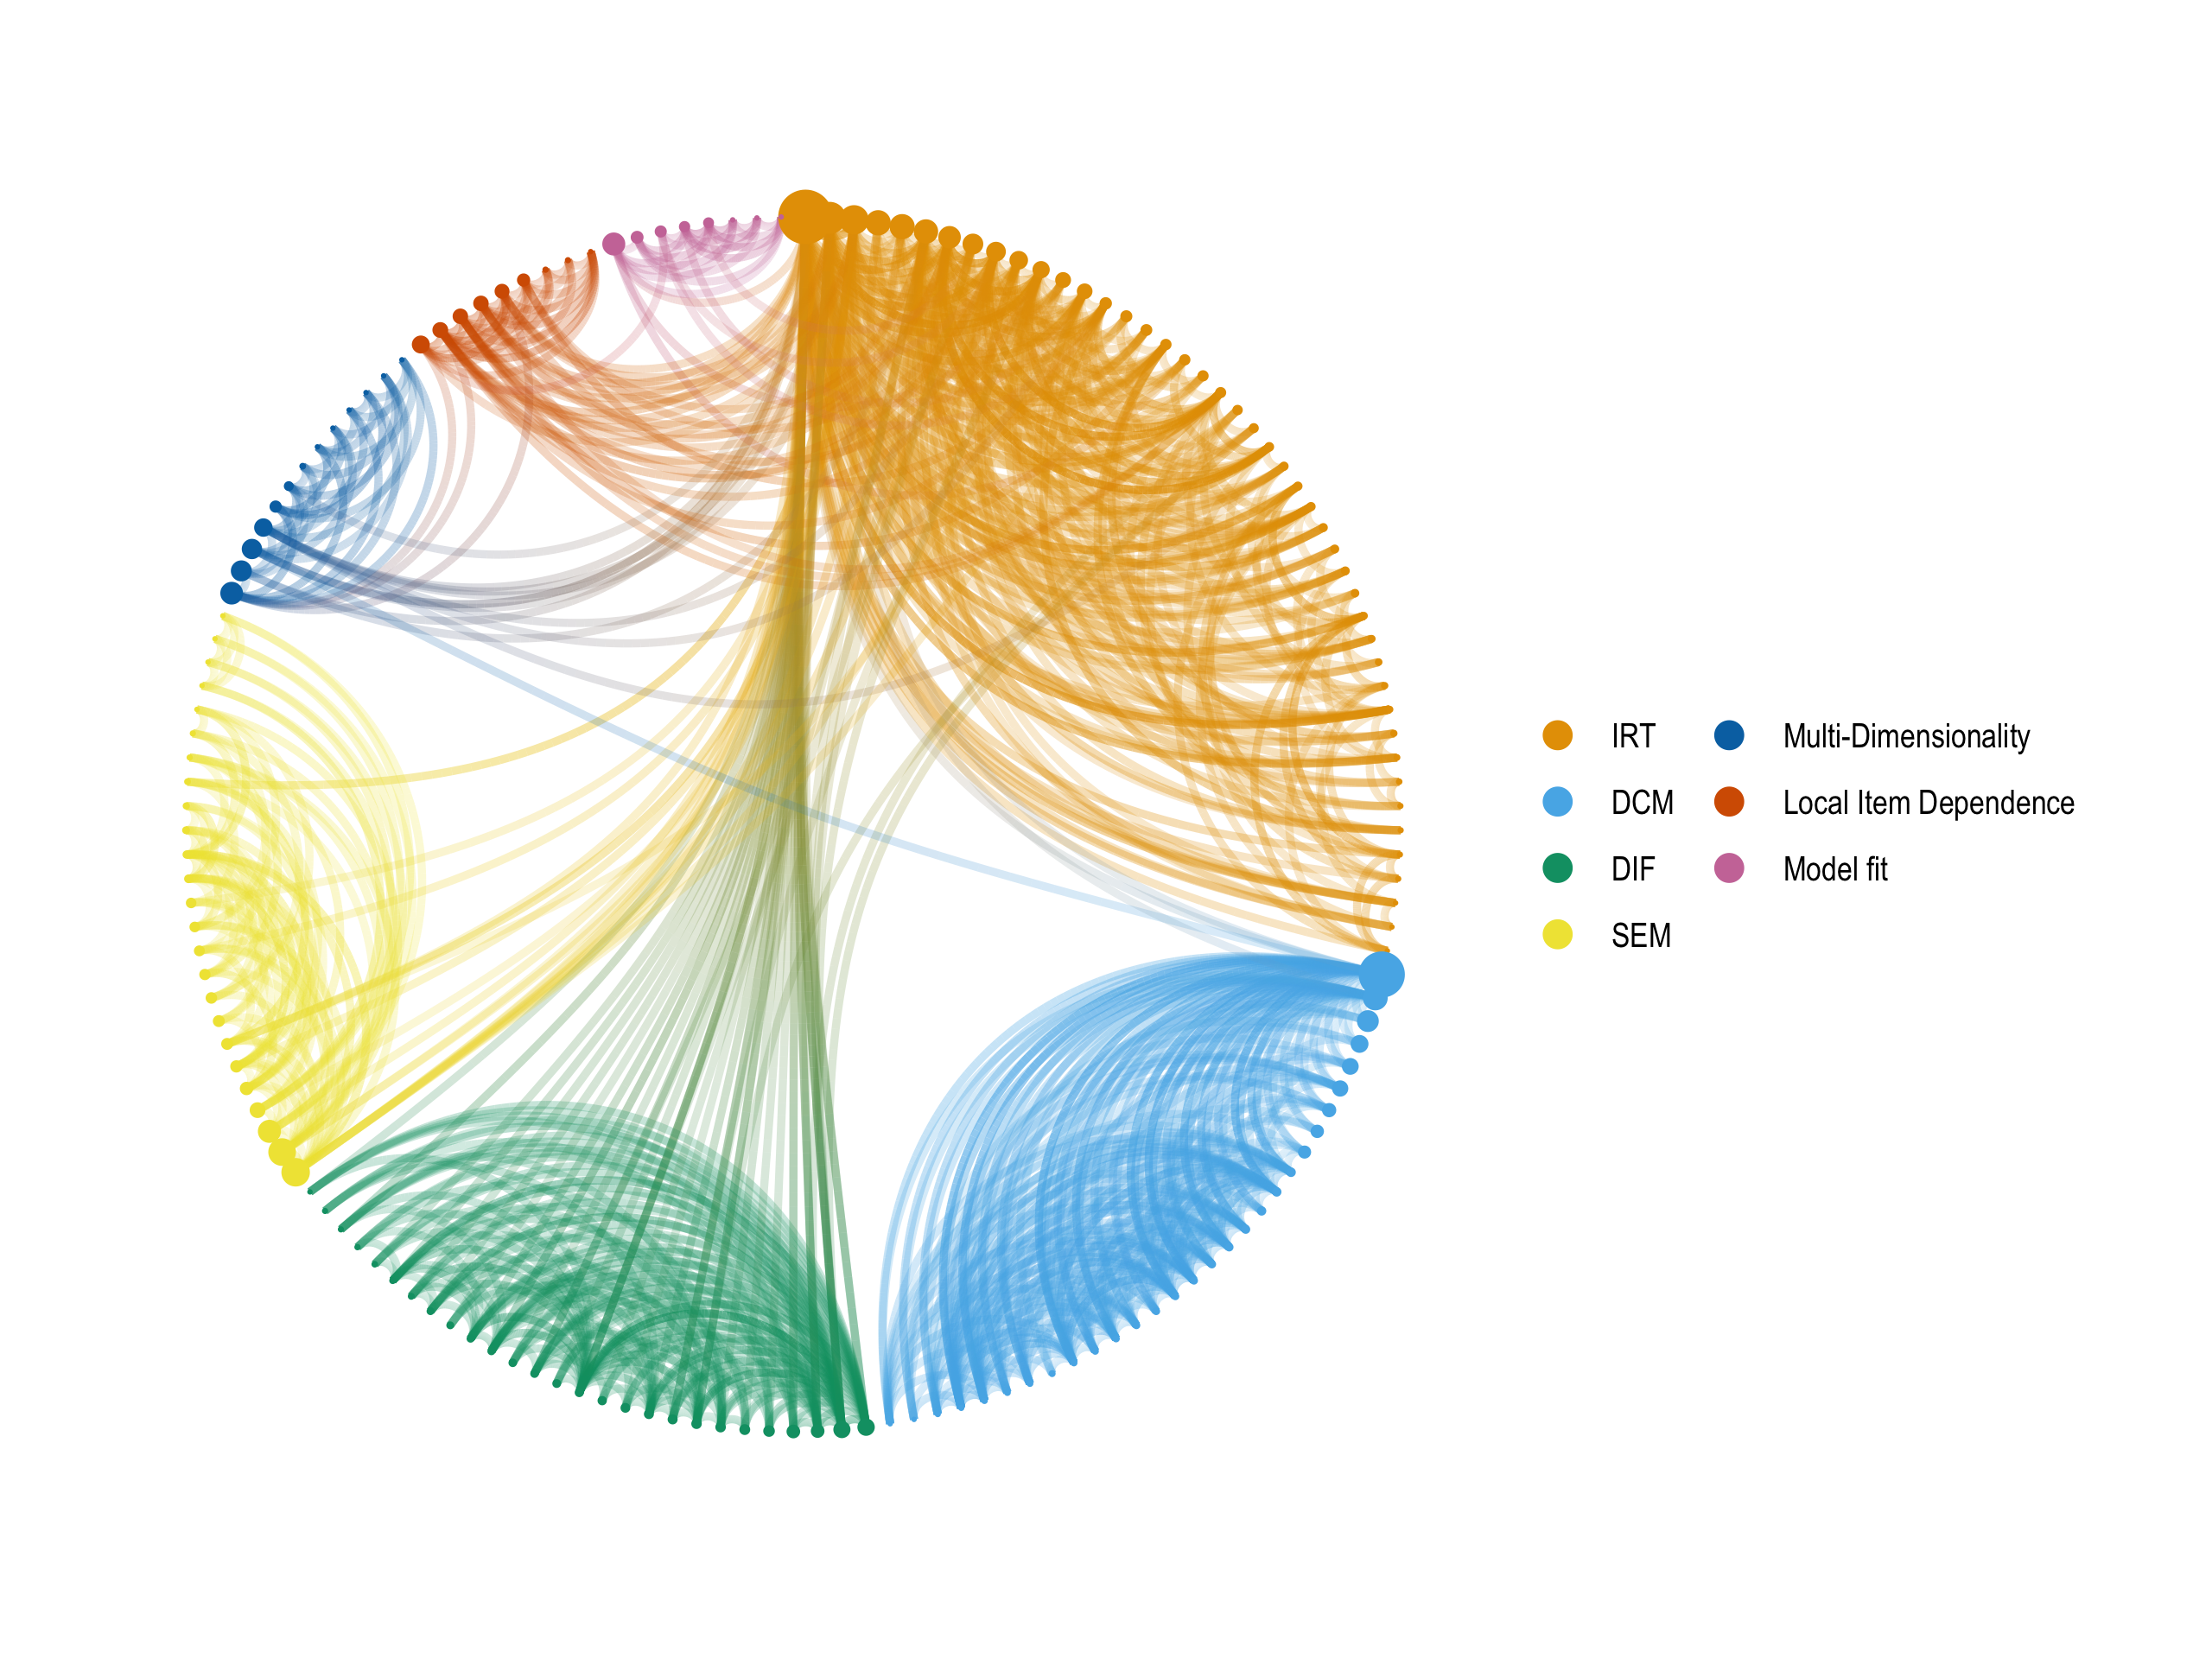 IRT
DCM
DIF
SEM
Multi-Dimensionality
Local Item Dependence
Model fit